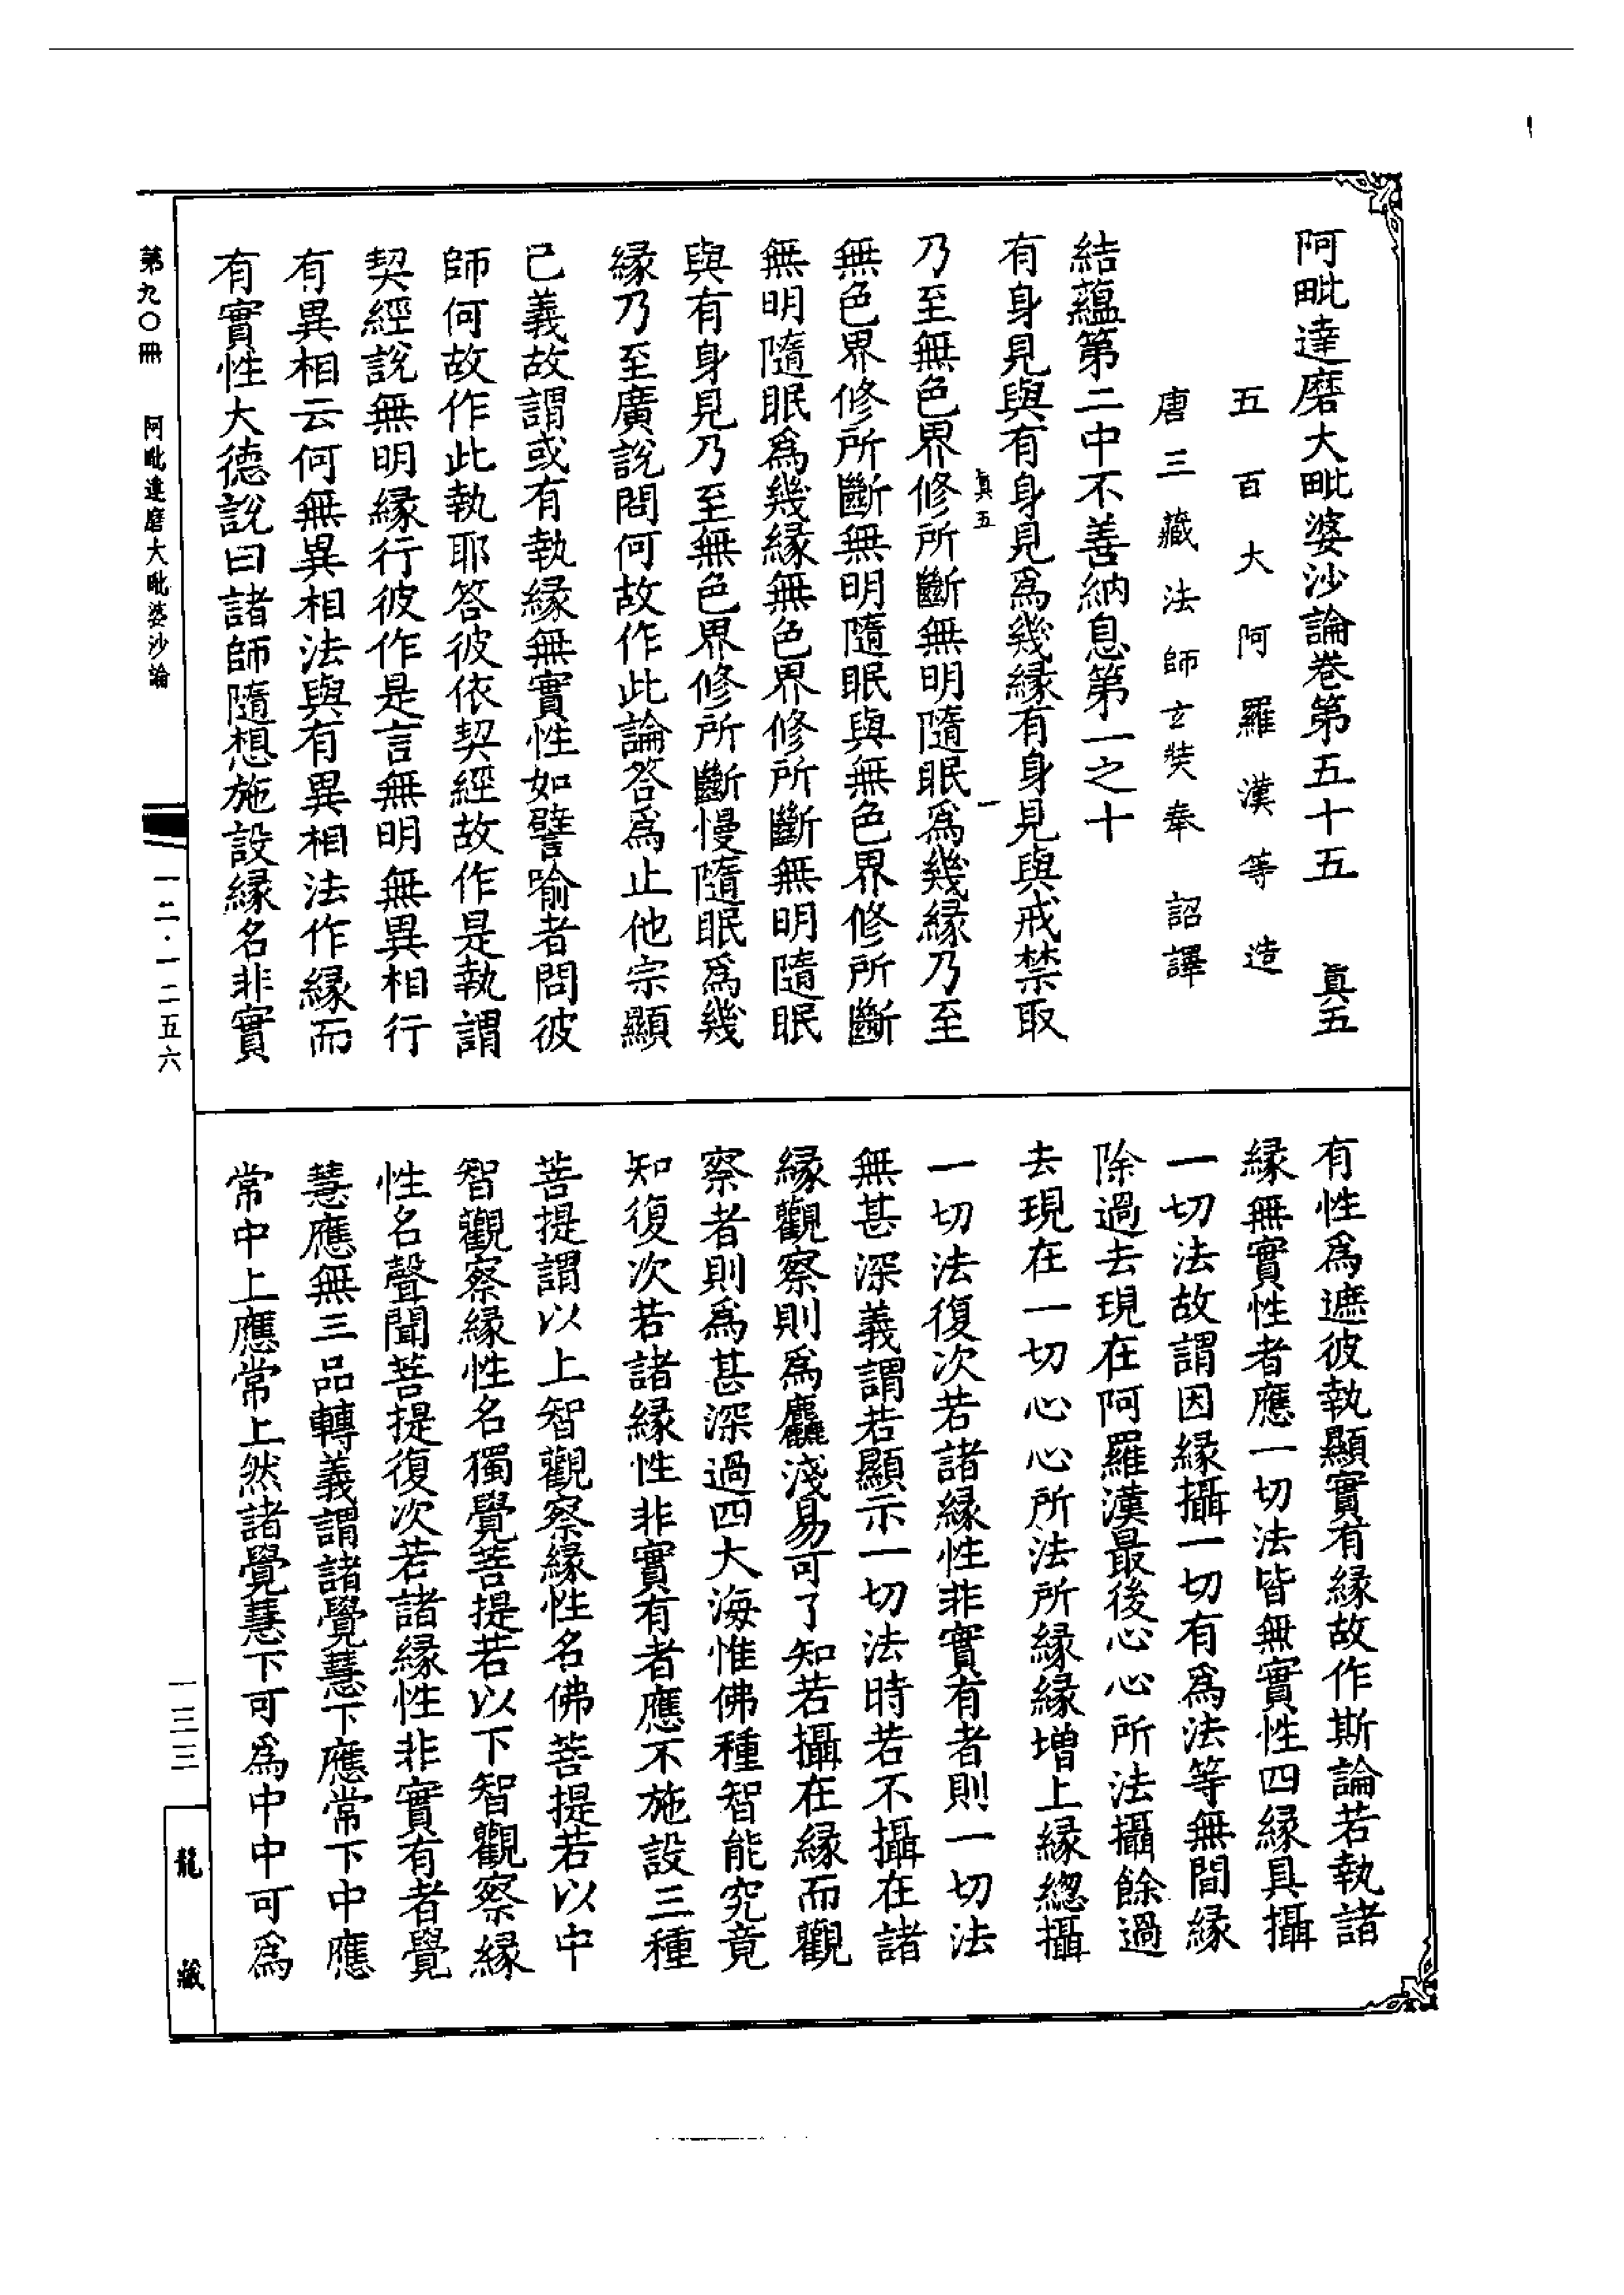 阿毗達磨大毗婆沙論卷第五十五　真五
五百大阿羅漢等造
唐三藏法師玄奘奉　詔譯
結蘊第二中不善納息第一之十
有身見與有身見爲幾緣有身見與戒禁取
真五　一
乃至無色界修所斷無明隨眠爲幾緣乃至
無色界修所斷無明隨眠與無色界修所斷
無明隨眠爲幾緣無色界修所斷無明隨眠
與有身見乃至無色界修所斷慢隨眠爲幾
緣乃至廣說問何故作此論答爲止他宗顯
己義故謂或有執緣無實性如譬喻者問彼
師何故作此執耶答彼依契經故作是執謂
契經說無明緣行彼作是言無明無異相行
有異相云何無異相法與有異相法作緣而
有實性大德說曰諸師隨想施設緣名非實
有性爲遮彼執顯實有緣故作斯論若執諸
緣無實性者應一切法皆無實性四緣具攝
一切法故謂因緣攝一切有爲法等無間緣
除過去現在阿羅漢最後心心所法攝餘過
去現在一切心心所法所緣緣增上緣總攝
一切法復次若諸緣性非實有者則一切法
無甚深義謂若顯示一切法時若不攝在諸
緣觀察則爲麤淺易可了知若攝在緣而觀
察者則爲甚深過四大海惟佛種智能究竟
知復次若諸緣性非實有者應不施設三種
菩提謂以上智觀察緣性名佛菩提若以中
智觀察緣性名獨覺菩提若以下智觀察緣
性名聲聞菩提復次若諸緣性非實有者覺
慧應無三品轉義謂諸覺慧下應常下中應
常中上應常上然諸覺慧下可爲中中可爲
第九〇冊　阿毗達磨大毗婆沙論
一二·一二五六
一三三
龍藏